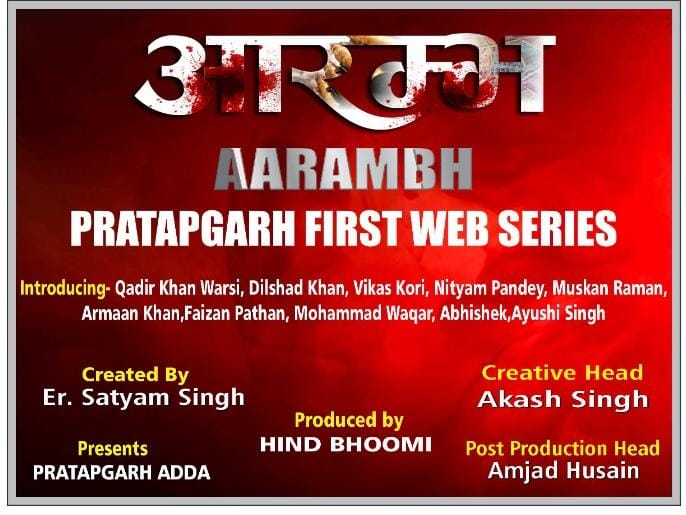 आरम्भ
AARAMBH
PRATAPGARH FIRST WEB SERIES
Introducing- Qadir Khan Warsi, Dilshad Khan, Vikas Kori, Nityam Pandey, Muskan Raman,
Armaan Khan,Faizan Pathan, Mohammad Waqar, Abhishek,Ayushi Singh
Created By
Er. Satyam Singh
Creative Head
Akash Singh
Produced by
HIND BHOOMI
Presents
PRATAPGARH ADDA
Post Production Head
Amjad Husain